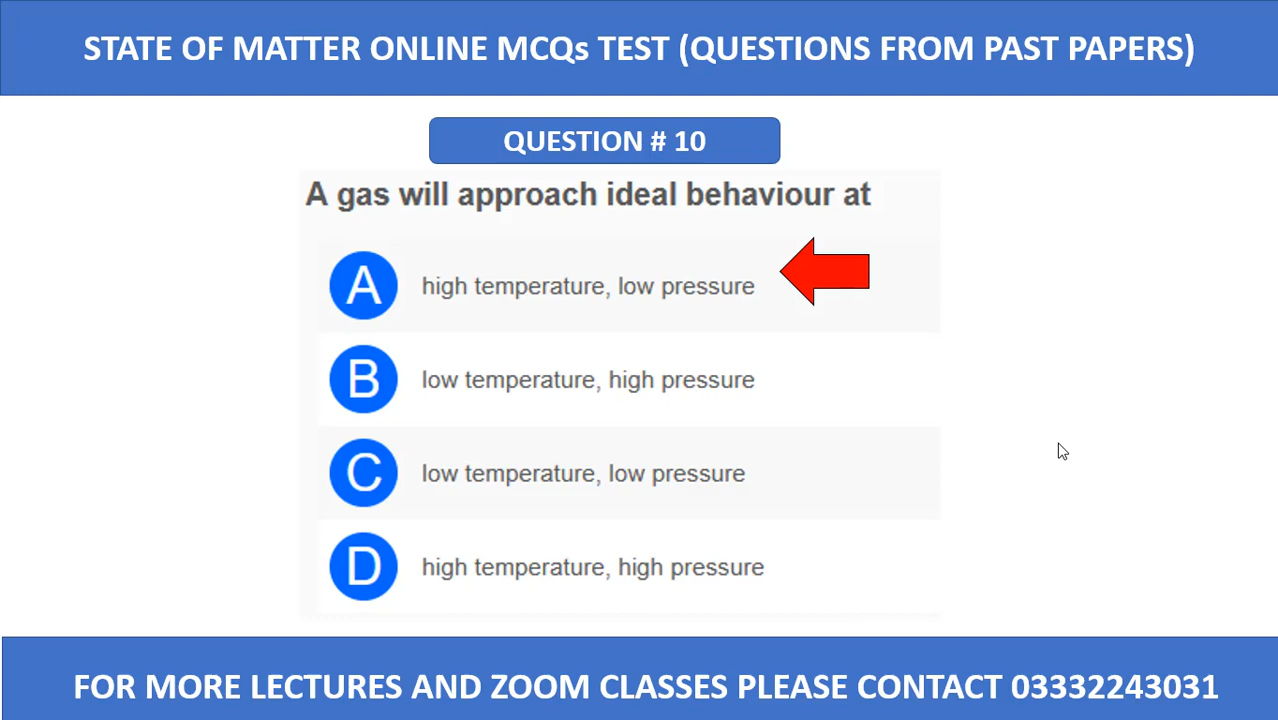 STATE OF MATTER ONLINE MCQs TEST (QUESTIONS FROM PAST PAPERS)
QUESTION # 10
A gas will approach ideal behaviour at
A high temperature, low pressure
B low temperature, high pressure
C low temperature, low pressure
D high temperature, high pressure
FOR MORE LECTURES AND ZOOM CLASSES PLEASE CONTACT 03332243031